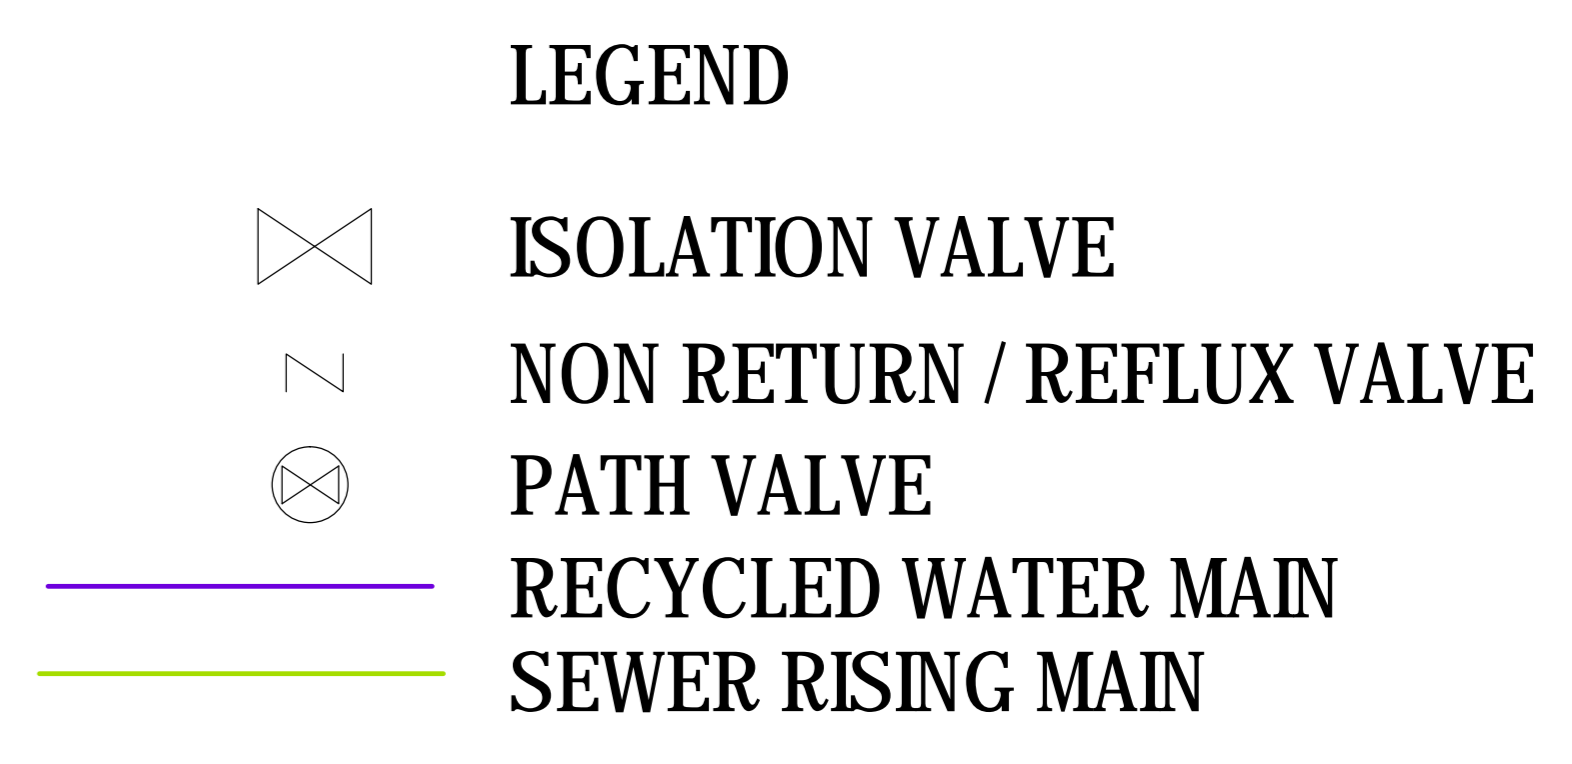 LEGEND
ISOLATION VALVE
NON RETURN / REFLUX VALVE
PATH VALVE
RECYCLED WATER MAIN
SEWER RISING MAIN